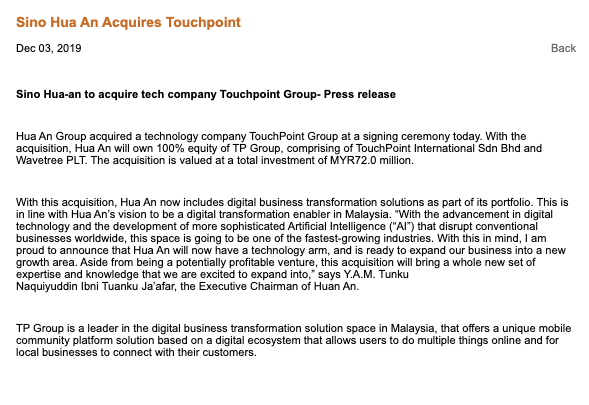 Sino Hua An Acquires Touchpoint
Dec 03, 2019
Back
Sino Hua-an to acquire tech company Touchpoint Group- Press release
Hua An Group acquired a technology company TouchPoint Group at a signing ceremony today. With the
acquisition, Hua An will own 100% equity of TP Group, comprising of TouchPoint International Sdn Bhd and
Wavetree PLT. The acquisition is valued at a total investment of MYR72.0 million.
With this acquisition, Hua An now includes digital business transformation solutions as part of its portfolio. This is
in line with Hua An’s vision to be a digital transformation enabler in Malaysia. “With the advancement in digital
technology and the development of more sophisticated Artificial Intelligence (“AI”) that disrupt conventional
businesses worldwide, this space is going to be one of the fastest-growing industries. With this in mind, I am
proud to announce that Hua An will now have a technology arm, and is ready to expand our business into a new
growth area. Aside from being a potentially profitable venture, this acquisition will bring a whole new set of
expertise and knowledge that we are excited to expand into,” says Y.A.M. Tunku
Naquiyuddin Ibni Tuanku Ja’afar, the Executive Chairman of Huan An.
TP Group is a leader in the digital business transformation solution space in Malaysia, that offers a unique mobile
community platform solution based on a digital ecosystem that allows users to do multiple things online and for
local businesses to connect with their customers.